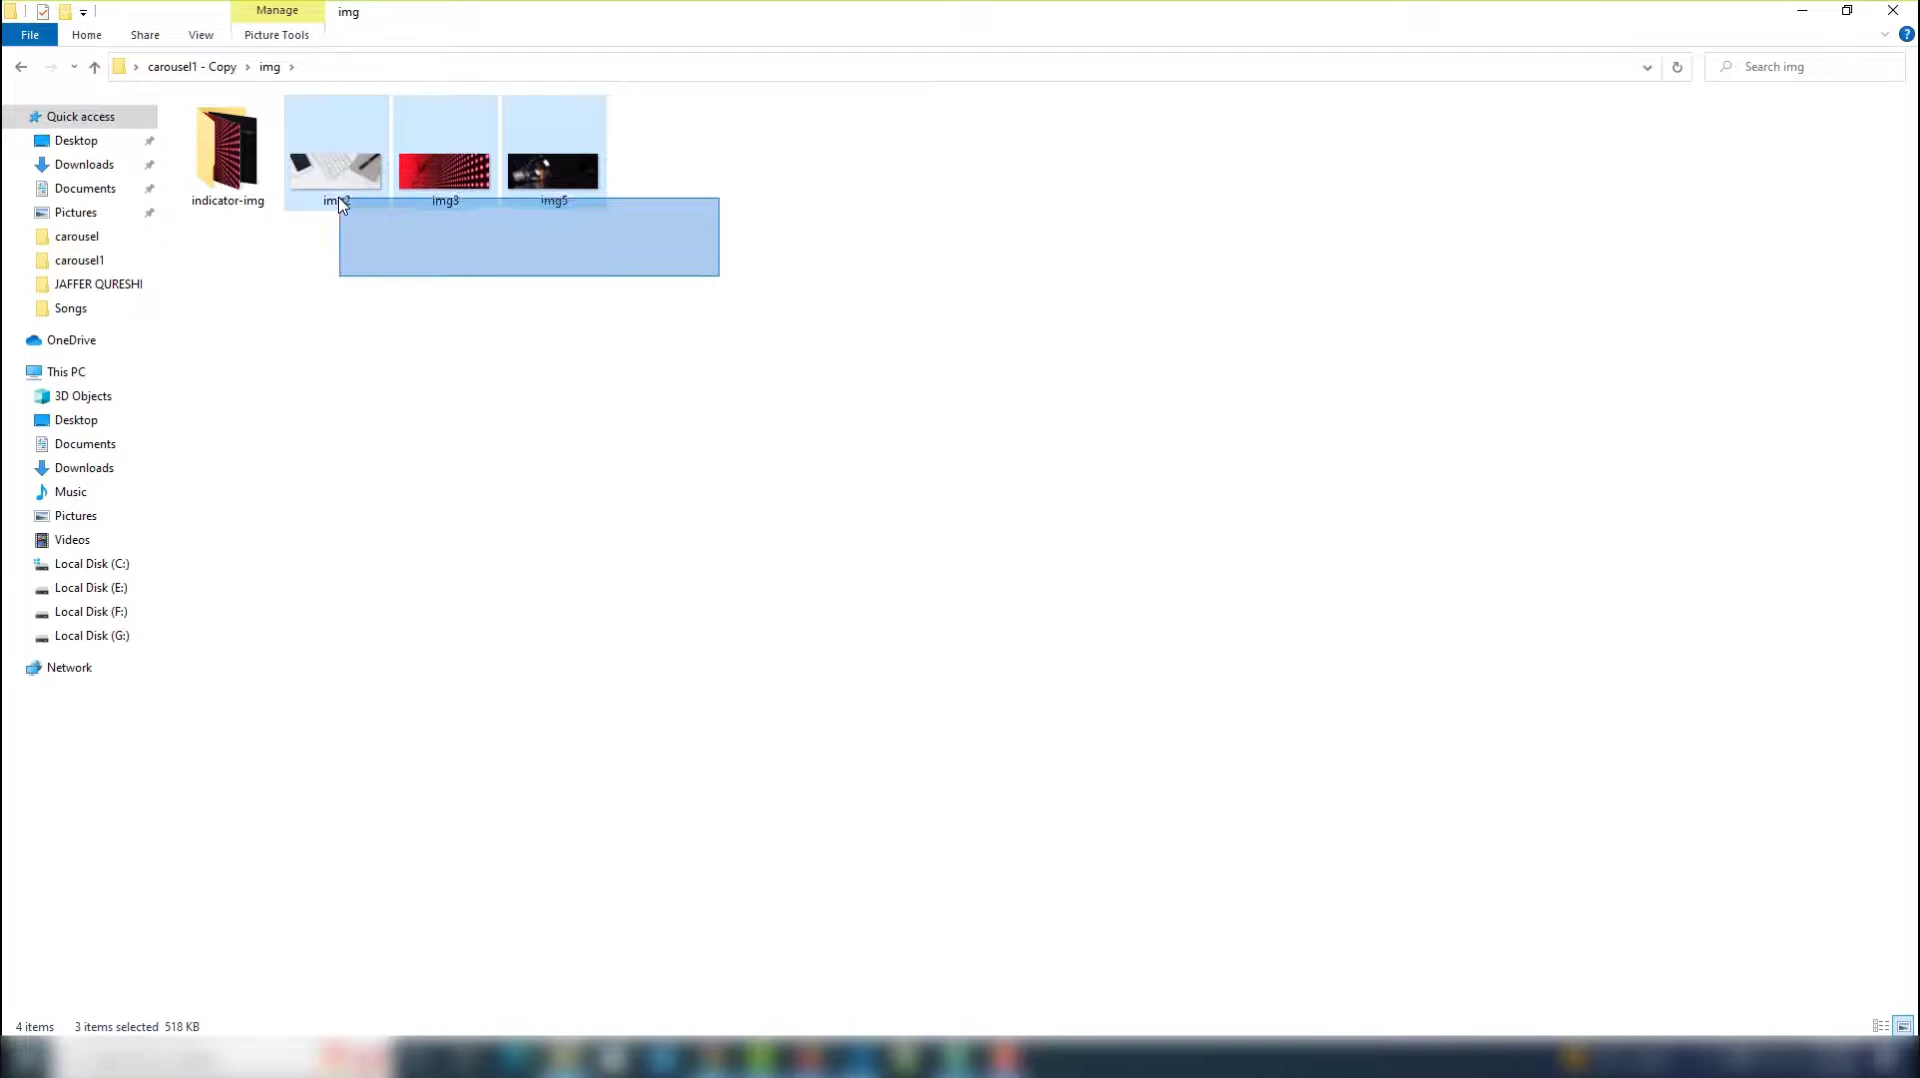 Manage
img
File
Home
Share
View
Picture Tools
carousel1 - Copy
img
Search img
Quick access
Desktop
Downloads
Documents
Pictures
carousel
carousel1
JAFFER QURESHI
Songs
OneDrive
This PC
3D Objects
Desktop
Documents
Downloads
Music
Pictures
Videos
Local Disk (C:)
Local Disk (E:)
Local Disk (F:)
Local Disk (G:)
Network
indicator-img
img2
img3
img5
4 items
3 items selected 518 KB